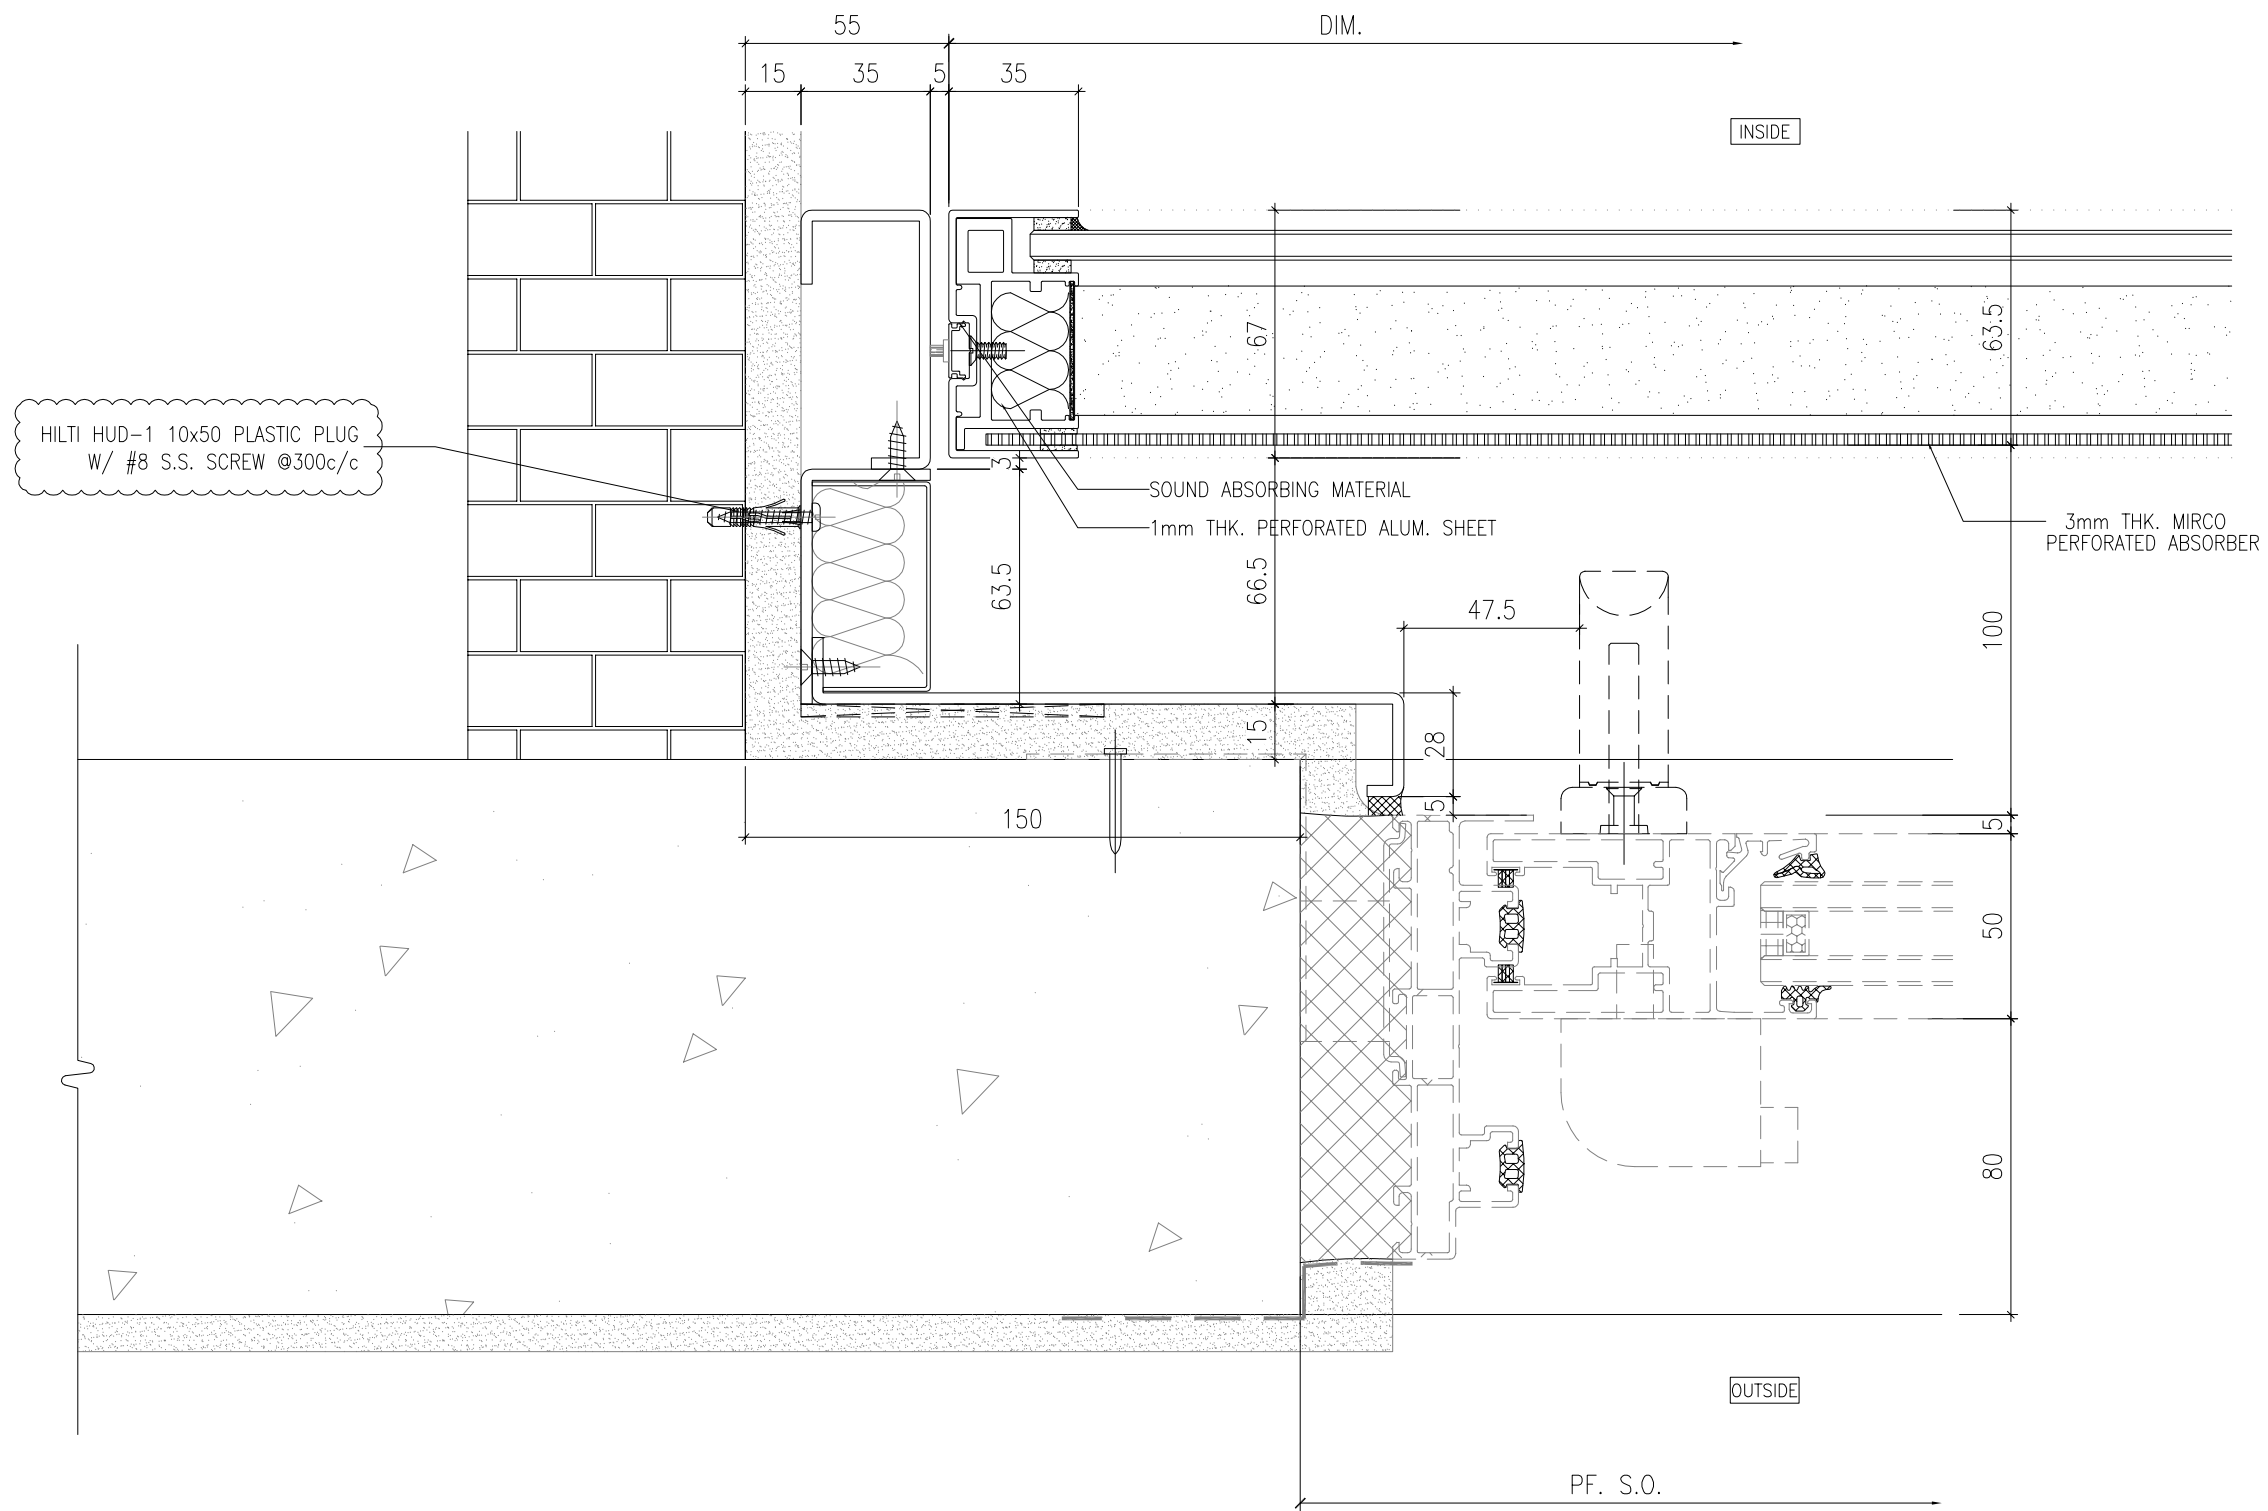 55
DIM.
15
35
5
35
INSIDE
67
63.5
HILTI HUD-1 10x50 PLASTIC PLUG
W/ #8 S.S. SCREW @300c/c
3
SOUND ABSORBING MATERIAL
1mm THK. PERFORATED ALUM. SHEET
3mm THK. MIRCO
PERFORATED ABSORBER
63.5
66.5
47.5
100
15
28
5
150
5
50
80
OUTSIDE
PF. S.O.